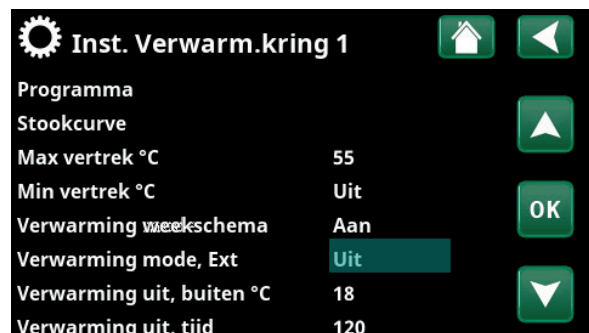 Inst. Verwarm.kring 1
Programma
Stookcurve
Max vertrek °C 55
Min vertrek °C Uit
Verwarming weekschema Aan
OK
Verwarming mode, Ext Uit
Verwarming uit, buiten °C 18
Verwarming uit, tijd 120